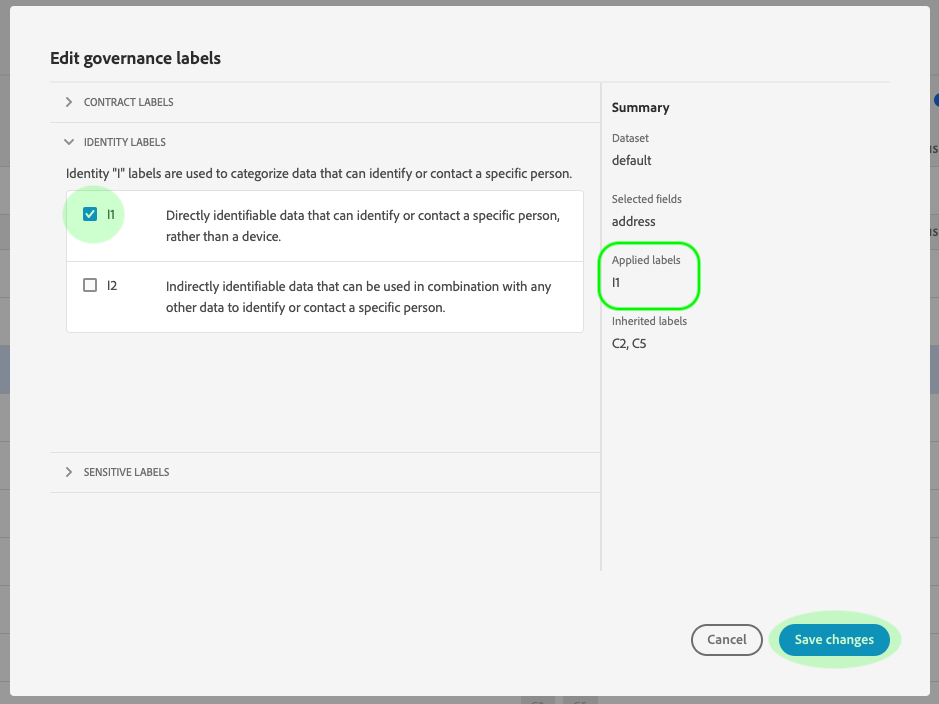 Edit governance labels
CONTRACT LABELS
IDENTITY LABELS
Identity "I" labels are used to categorize data that can identify or contact a specific person.
I1
Directly identifiable data that can identify or contact a specific person,
rather than a device.
I2
Indirectly identifiable data that can be used in combination with any
other data to identify or contact a specific person.
SENSITIVE LABELS
Summary
Dataset
default
Selected fields
address
Applied labels
I1
Inherited labels
C2, C5
Cancel
Save changes